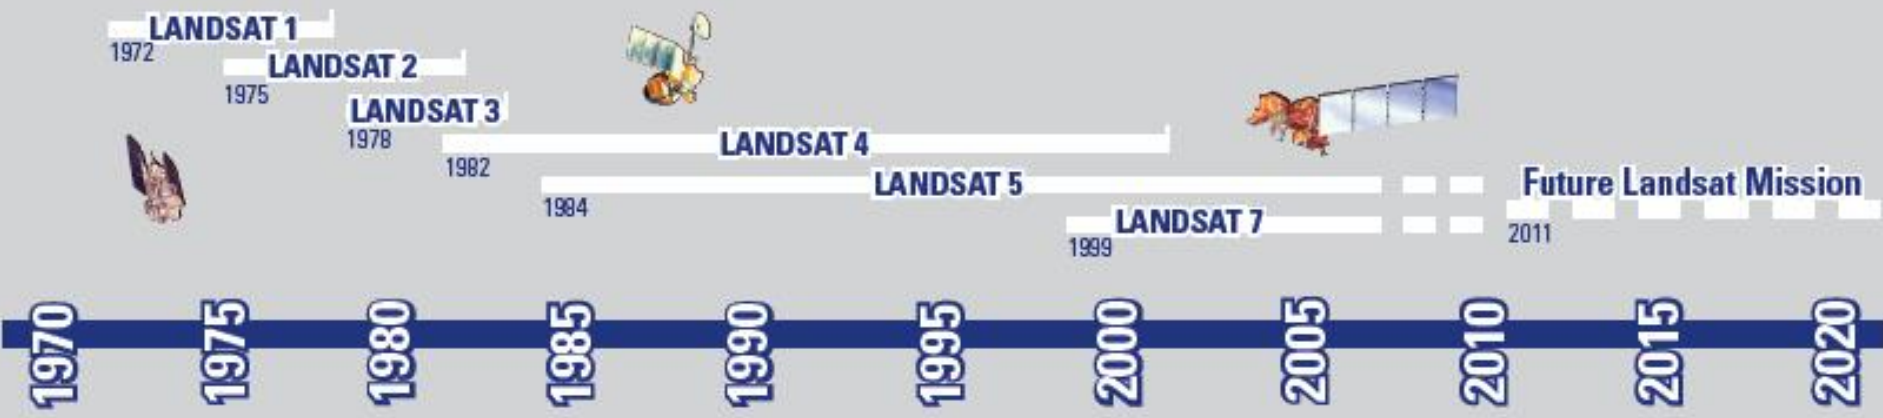 LANDSAT 1
1972
LANDSAT 2
1975
LANDSAT 3
1978
LANDSAT 4
1982
LANDSAT 5
1984
Future Landsat Mission
2011
LANDSAT 7
1999
1970 1975 1980 1985 1990 1995 2000 2005 2010 2015 2020